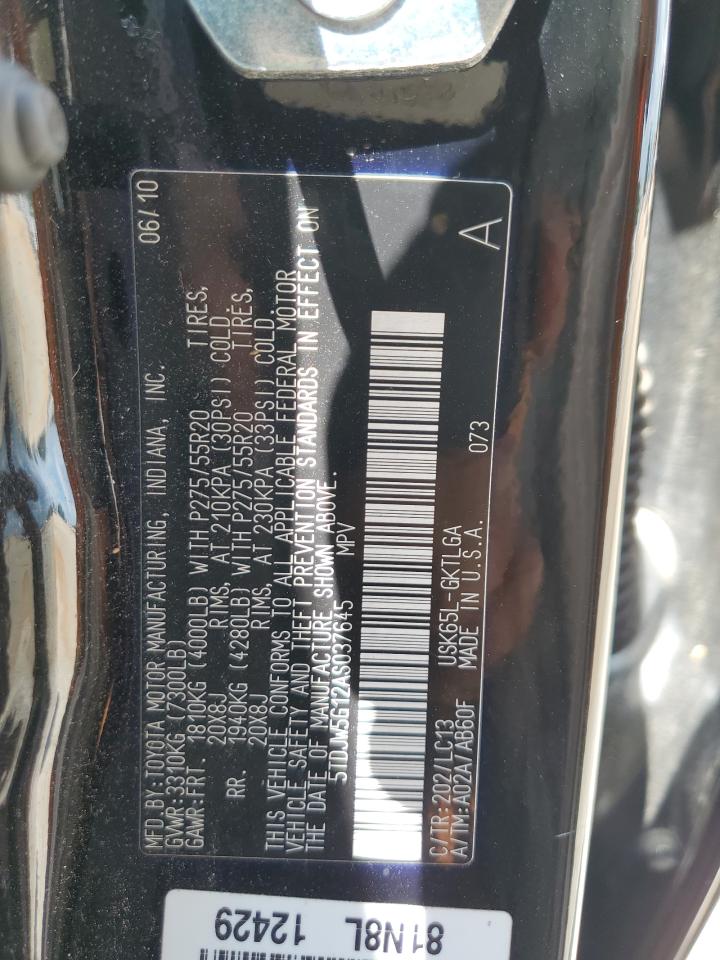 MFD.BY:TOYOTA MOTOR MANUFACTURING, INDIANA, INC. 06/10
GVWR:3310KG(7300LB)
GAWR:FRT. 1810KG (4000LB) WITH P275/55R20 TIRES,
20X8J RIMS, AT 210KPA (30PSI) COLD.
RR. 1940KG (4280LB) WITH P275/55R20 TIRES,
20X8J RIMS, AT 230KPA (33PSI) COLD.
THIS VEHICLE CONFORMS TO ALL APPLICABLE FEDERAL MOTOR
VEHICLE SAFETY AND THEFT PREVENTION STANDARDS IN EFFECT ON
THE DATE OF MANUFACTURE SHOWN ABOVE.
5TDJW5G12AS037645 MPV
C/TR:202/LC13 USK65L-GKTLGA
A/TM:A02A/AB60F MADE IN U.S.A. 073 A
81N8L
12429